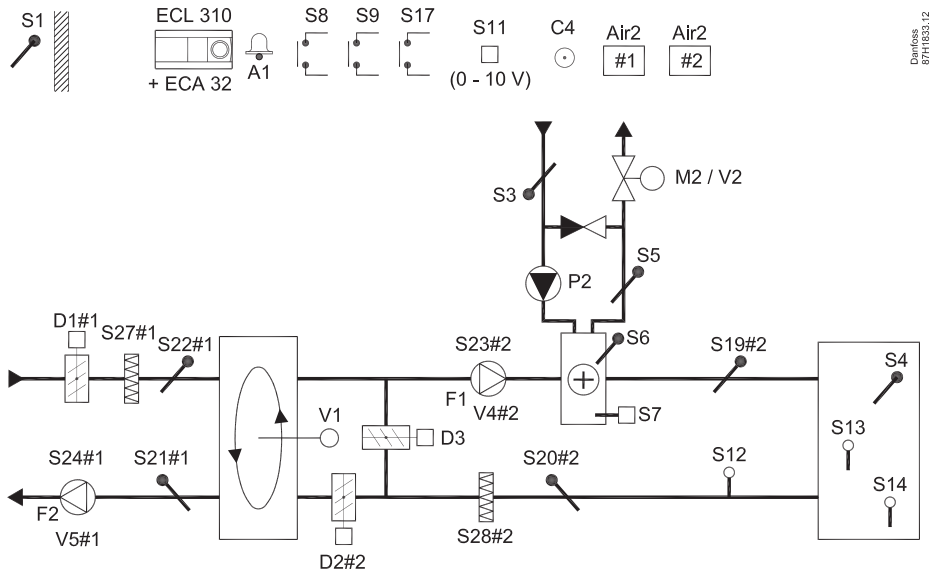 S1
ECL 310
+ ECA 32
A1
S8
S9
S17
S11
(0 - 10 V)
C4
Air2
#1
Air2
#2
Danfoss
87H1833.12
S3
M2 / V2
S5
P2
D1#1
S27#1
S22#1
S23#2
F1
V4#2
S6
S7
S19#2
S4
S13
S14
V1
D3
S24#1
F2
V5#1
S21#1
D2#2
S28#2
S20#2
S12